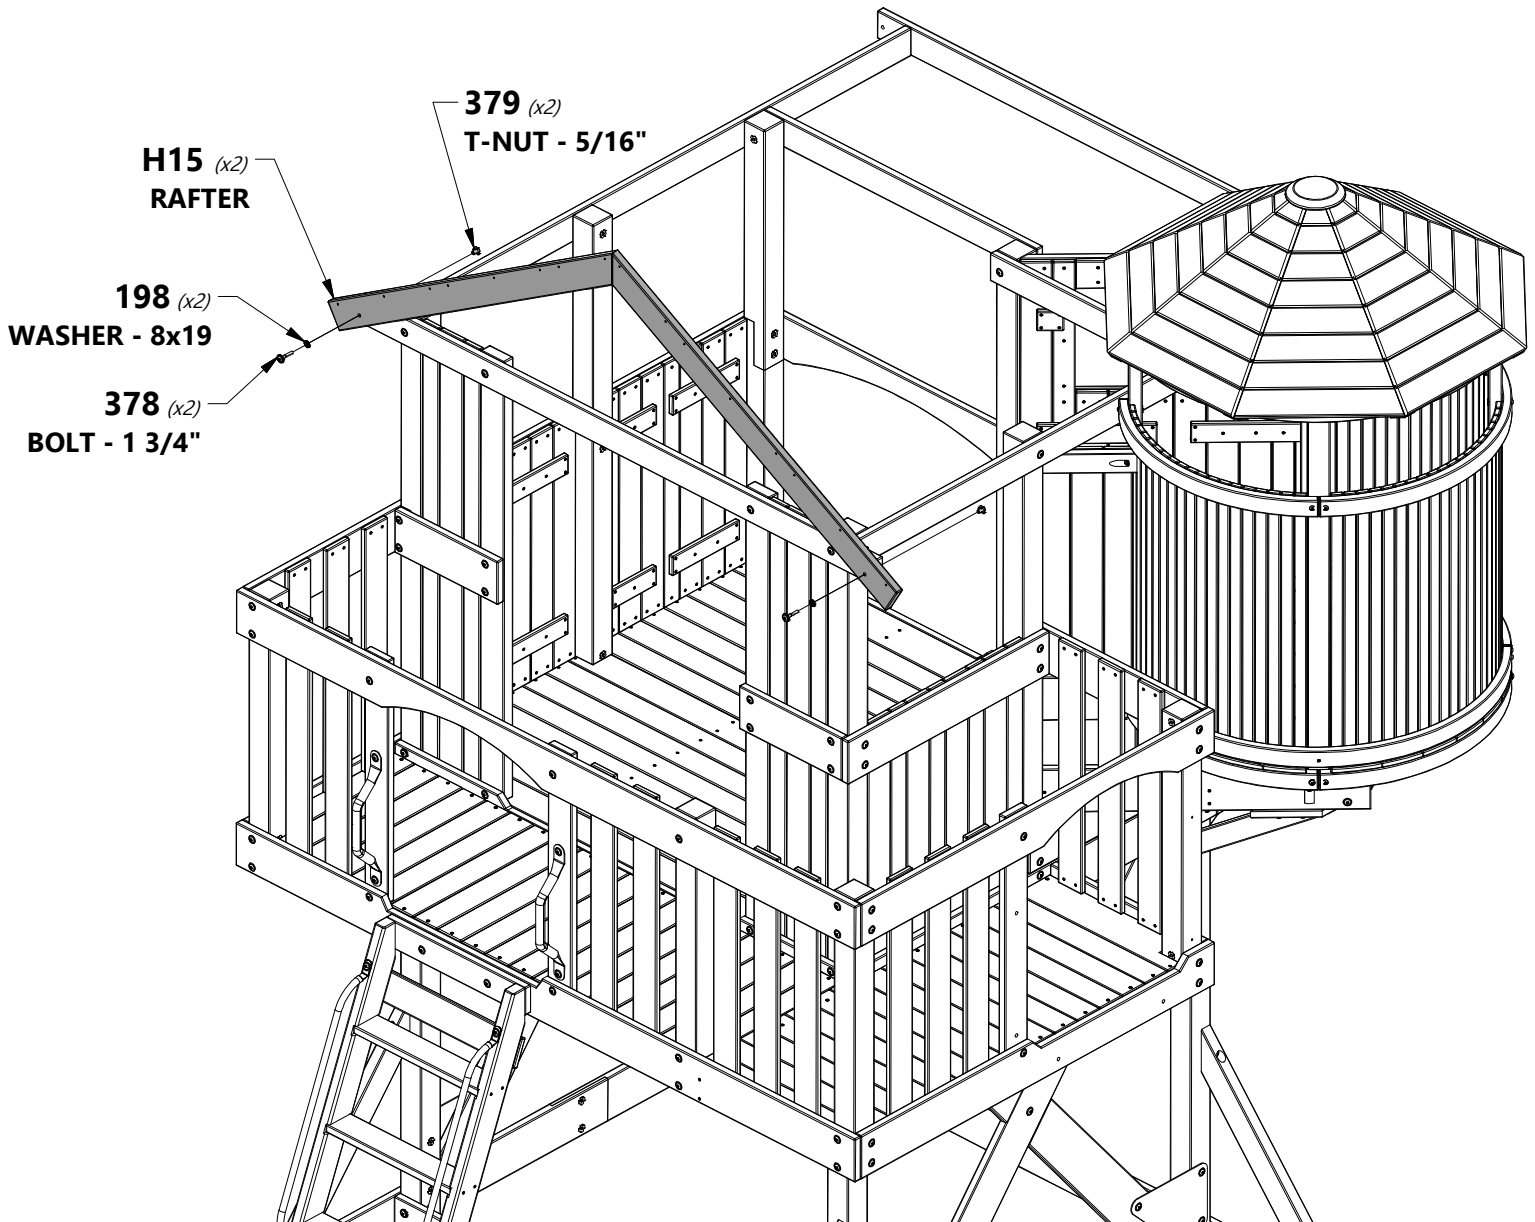 379 (x2)
T-NUT - 5/16"
H15 (x2)
RAFTER
198 (x2)
WASHER - 8x19
378 (x2)
BOLT - 1 3/4"